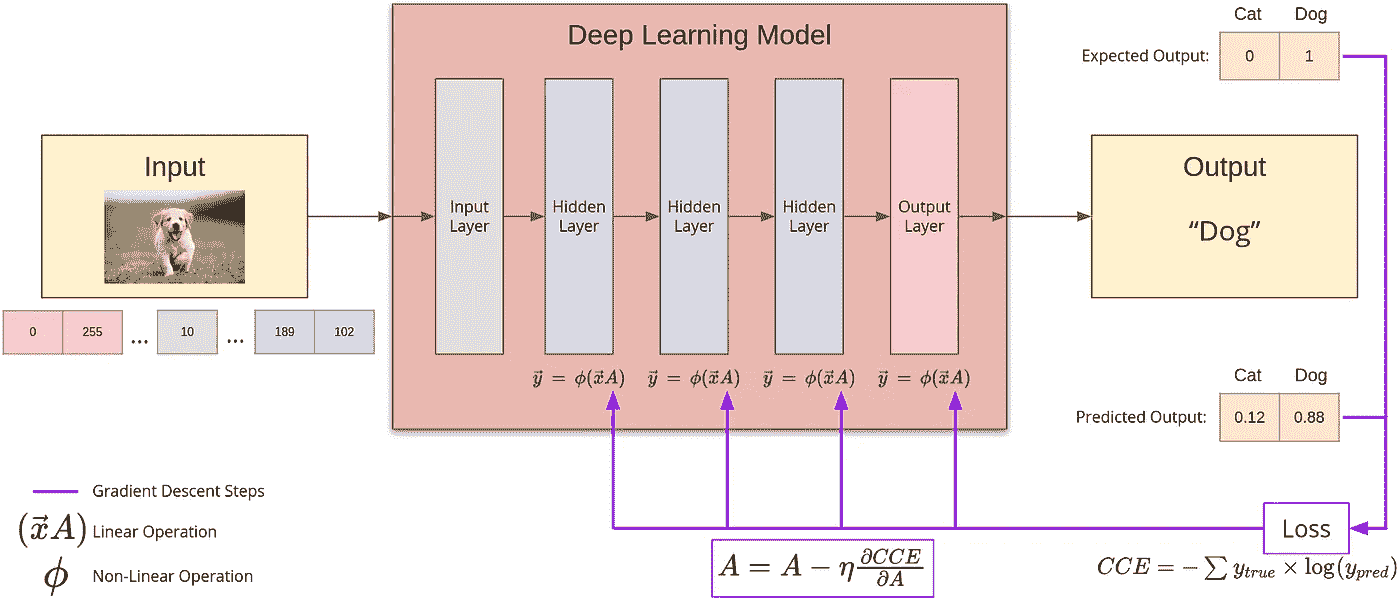 Deep Learning Model
Cat Dog
Expected Output: 0 1
Input
Input Layer
Hidden Layer
Hidden Layer
Hidden Layer
Output Layer
Output
“Dog”
0 255 ... 10 ... 189 102
$\vec{y} = \phi(\vec{x}A)$ $\vec{y} = \phi(\vec{x}A)$ $\vec{y} = \phi(\vec{x}A)$ $\vec{y} = \phi(\vec{x}A)$
Cat Dog
Predicted Output: 0.12 0.88
Gradient Descent Steps
$(\vec{x}A)$ Linear Operation
$\phi$ Non-Linear Operation
$A = A - \eta \frac{\partial CCE}{\partial A}$
Loss
$CCE = -\sum y_{true} \times \log(y_{pred})$